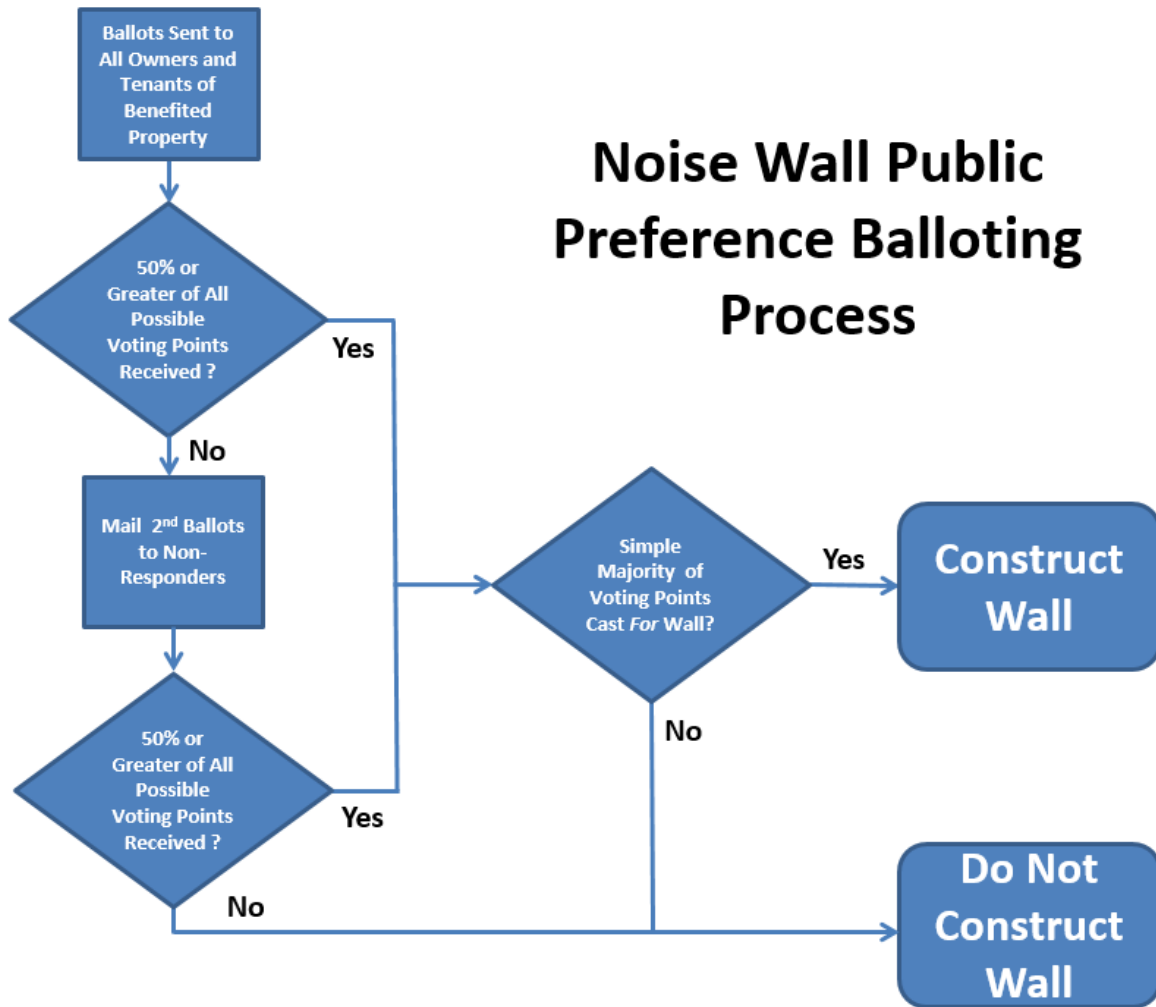 Ballots Sent to
All Owners and
Tenants of
Benefited
Property
Noise Wall Public
Preference Balloting
Process
50% or
Greater of All
Possible
Voting Points
Received ?
Yes
No
Mail 2nd Ballots
to Non-
Responders
Simple
Majority of
Voting Points
Cast For Wall?
Yes
Construct
Wall
No
50% or
Greater of All
Possible
Voting Points
Received ?
Yes
No
Do Not
Construct
Wall